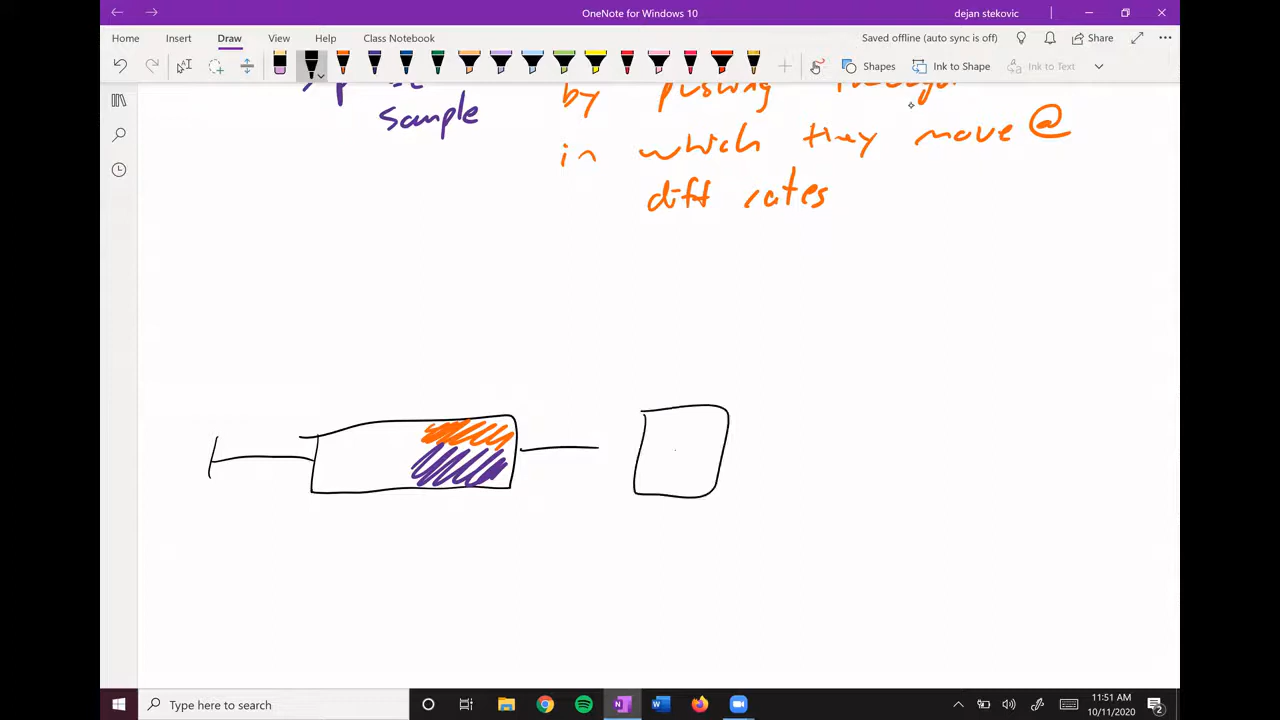 OneNote for Windows 10
dejan stekovic
Home Insert Draw View Help Class Notebook
Saved offline (auto sync is off)
Share
Shapes
Ink to Shape
Ink to Text
by pushing
sample
in which they move @
diff rates
Type here to search
11:51 AM
10/11/2020
2